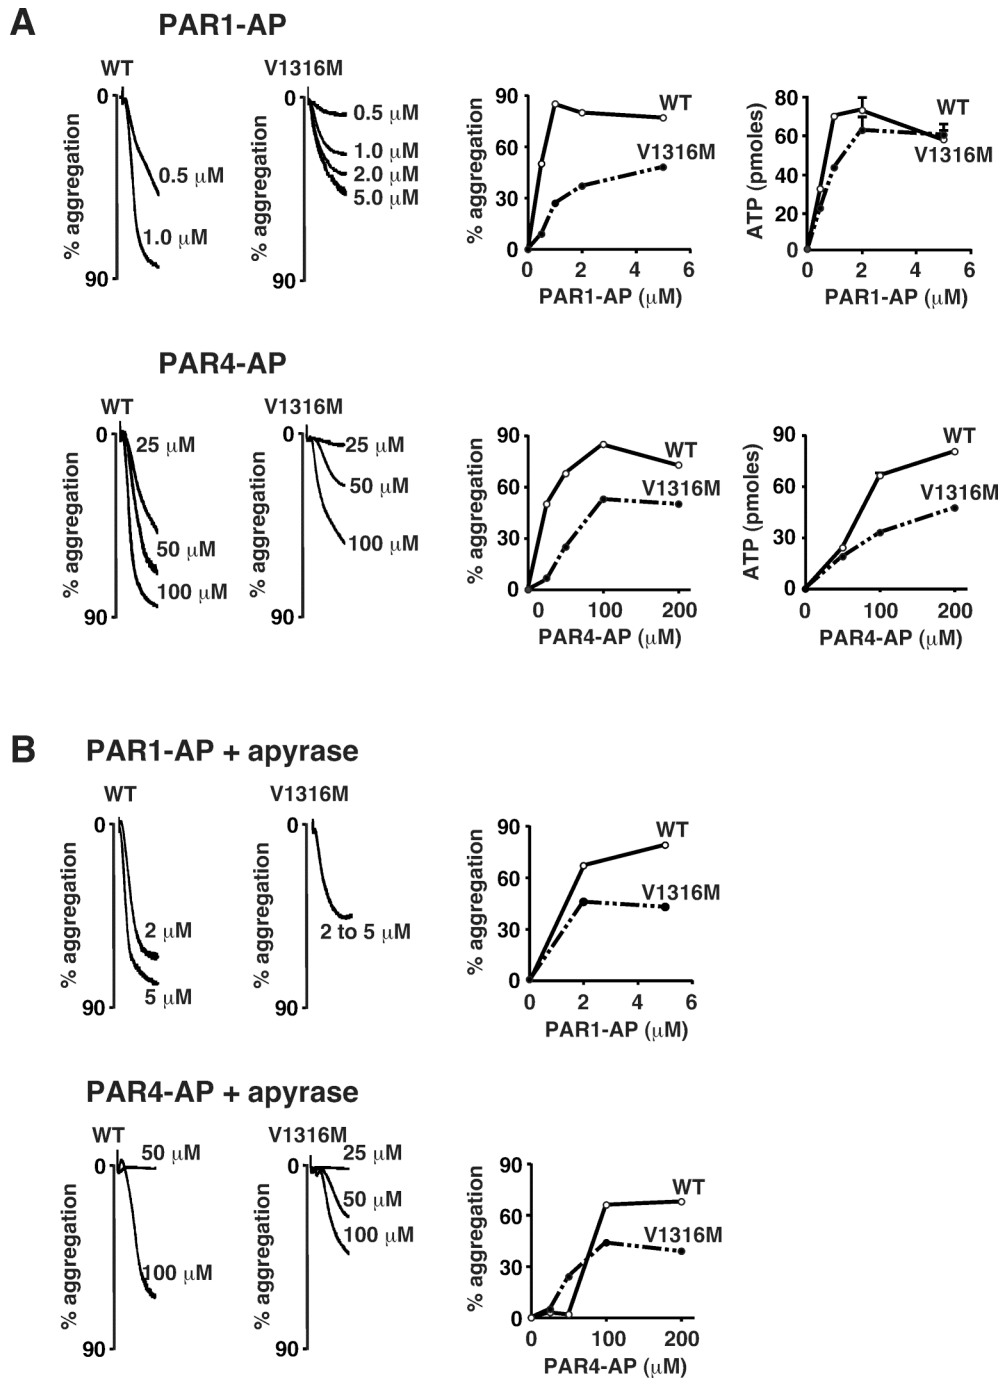 A
PAR1-AP
WT
V1316M
0
0.5 μM
1.0 μM
90
% aggregation
0
0.5 μM
1.0 μM
2.0 μM
5.0 μM
90
% aggregation
90
60
30
0
% aggregation
WT
V1316M
0 2 4 6
PAR1-AP (μM)
80
60
40
20
0
ATP (pmoles)
WT
V1316M
0 2 4 6
PAR1-AP (μM)
PAR4-AP
WT
V1316M
0
25 μM
50 μM
100 μM
90
% aggregation
0
25 μM
50 μM
100 μM
90
% aggregation
90
60
30
0
% aggregation
WT
V1316M
0 100 200
PAR4-AP (μM)
90
60
30
0
ATP (pmoles)
WT
V1316M
0 100 200
PAR4-AP (μM)
B
PAR1-AP + apyrase
WT
V1316M
0
2 μM
5 μM
90
% aggregation
0
2 to 5 μM
90
% aggregation
90
60
30
0
% aggregation
WT
V1316M
0 2 4 6
PAR1-AP (μM)
PAR4-AP + apyrase
WT
V1316M
0
50 μM
100 μM
90
% aggregation
0
25 μM
50 μM
100 μM
90
% aggregation
90
60
30
0
% aggregation
WT
V1316M
0 100 200
PAR4-AP (μM)